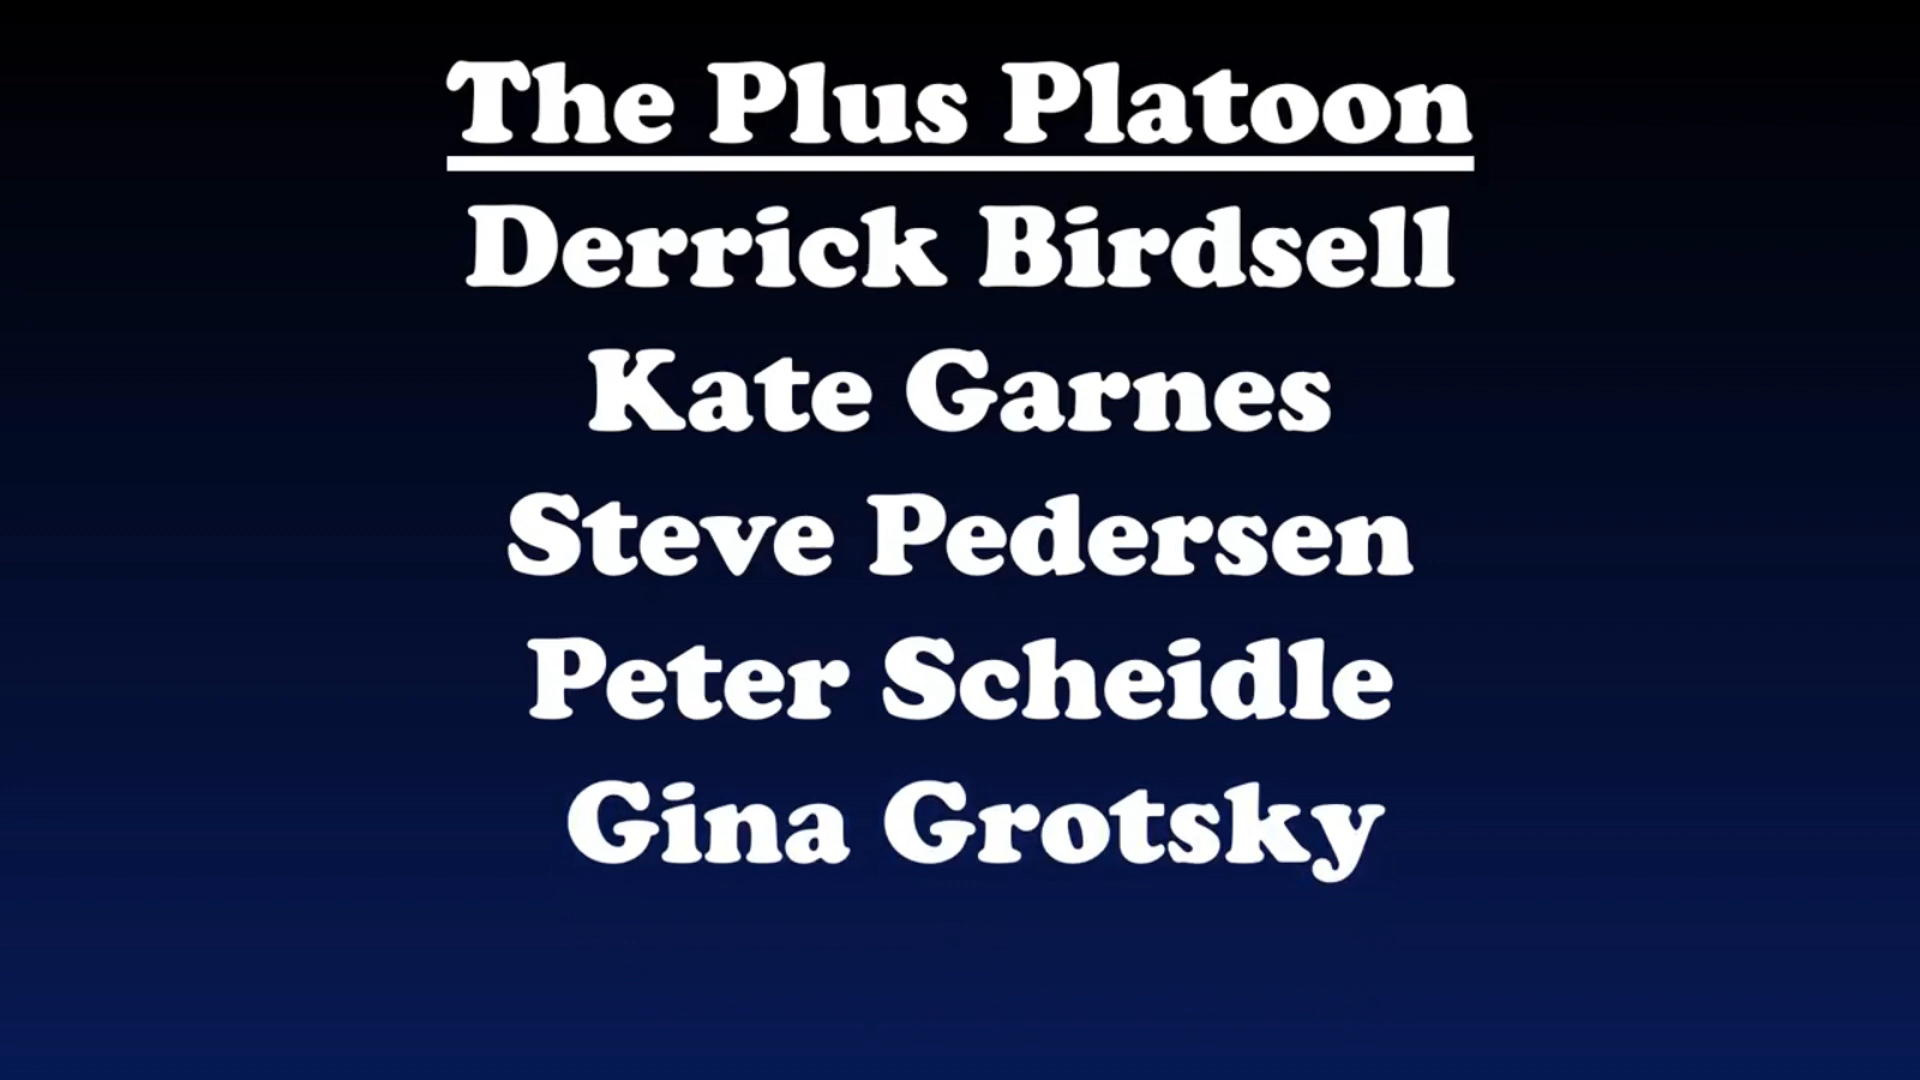 The Plus Platoon
Derrick Birdsell
Kate Garnes
Steve Pedersen
Peter Scheidle
Gina Grotsky